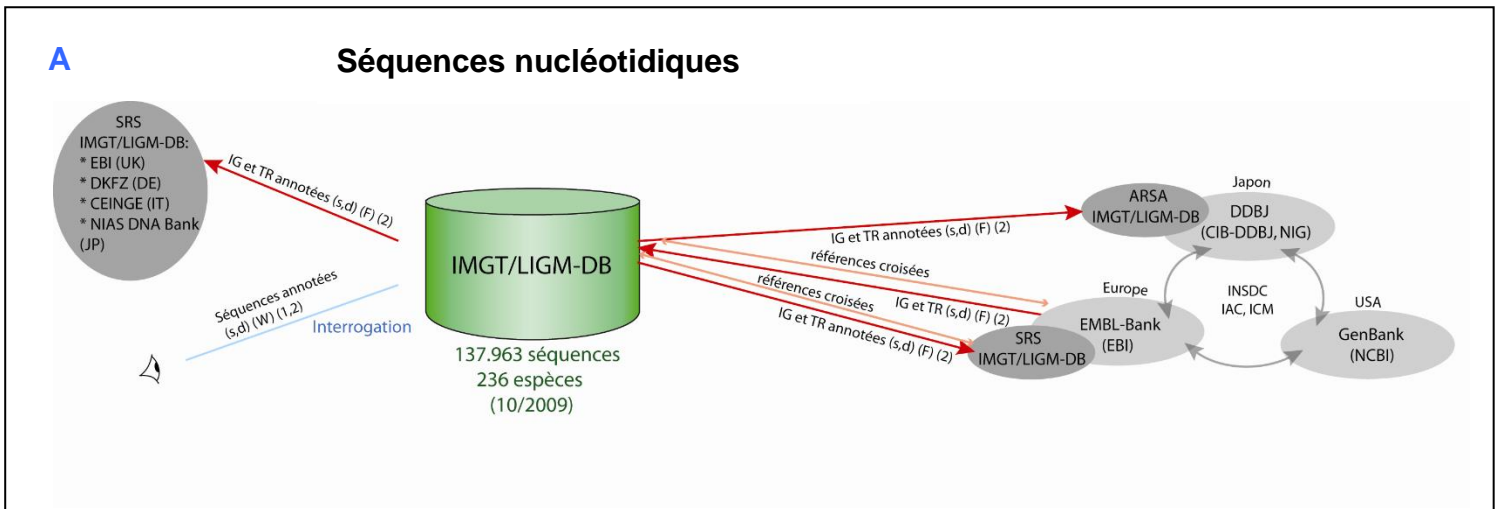 A
Séquences nucléotidiques
SRS
IMGT/LIGM-DB:
* EBI (UK)
* DKFZ (DE)
* CEINGE (IT)
* NIAS DNA Bank
(JP)
IG et TR annotées (s,d) (F) (2)
Séquences annotées
(s,d) (W) (1,2)
Interrogation
IMGT/LIGM-DB
137.963 séquences
236 espèces
(10/2009)
IG et TR annotées (s,d) (F) (2)
références croisées
IG et TR (s,d) (F) (2)
références croisées
IG et TR annotées (s,d) (F) (2)
Japon
ARSA
IMGT/LIGM-DB
DDBJ
(CIB-DDBJ, NIG)
Europe
EMBL-Bank
(EBI)
SRS
IMGT/LIGM-DB
INSDC
IAC, ICM
USA
GenBank
(NCBI)